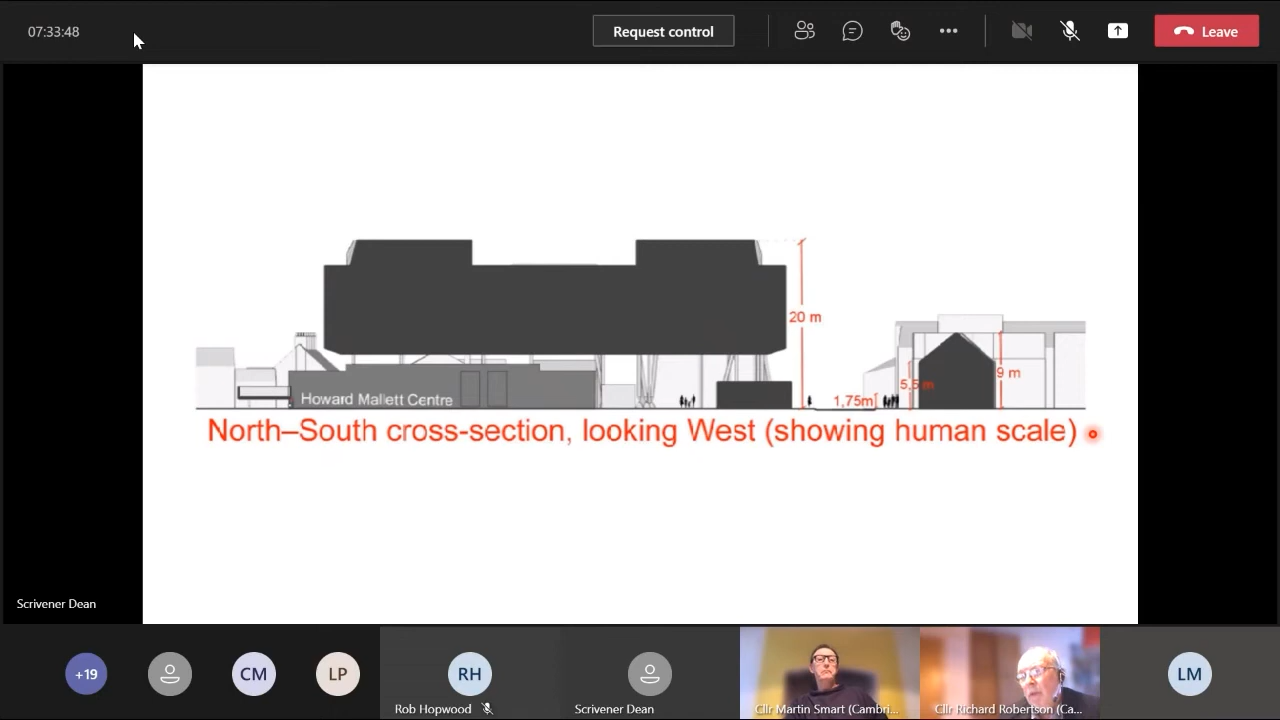 07:33:48
Request control
Leave
20 m
9 m
5,5 m
1,75m
Howard Mallett Centre
North–South cross-section, looking West (showing human scale)
Scrivener Dean
+19
CM
LP
RH
LM
Rob Hopwood
Scrivener Dean
Cllr Martin Smart (Cambri...
Cllr Richard Robertson (Ca...